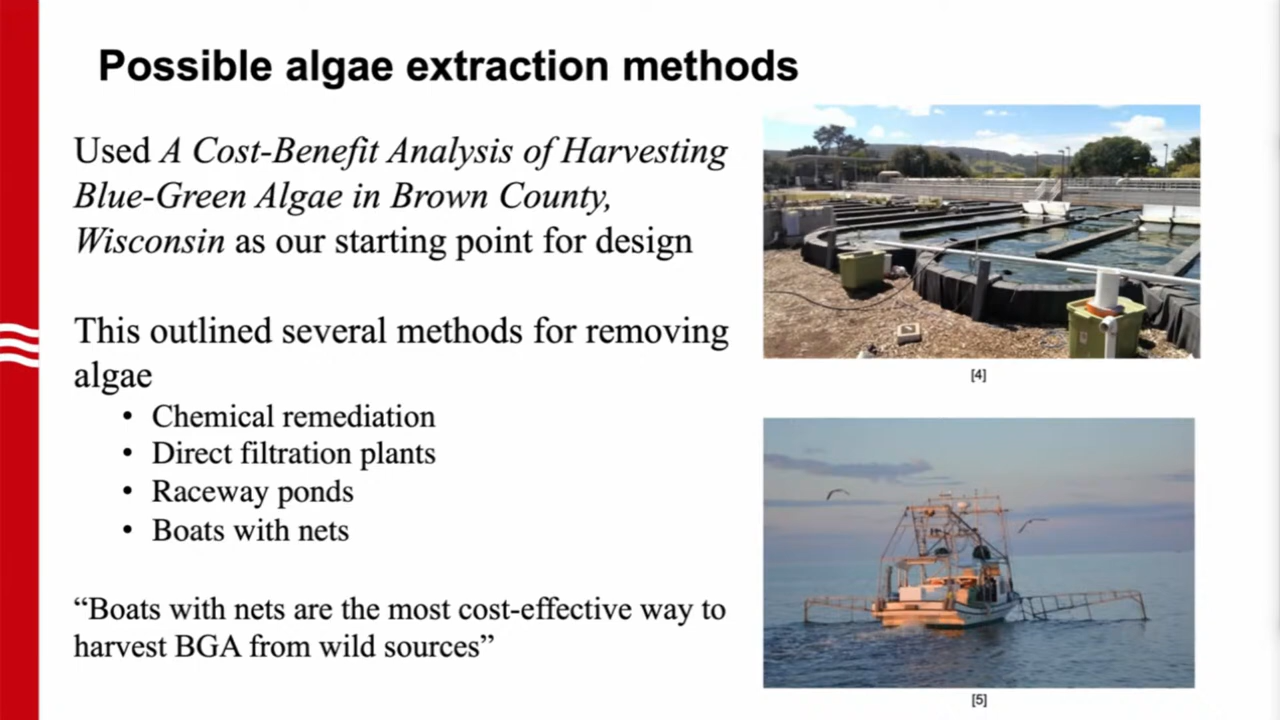 Possible algae extraction methods
Used A Cost-Benefit Analysis of Harvesting
Blue-Green Algae in Brown County,
Wisconsin as our starting point for design
This outlined several methods for removing
algae
• Chemical remediation
• Direct filtration plants
• Raceway ponds
• Boats with nets
“Boats with nets are the most cost-effective way to
harvest BGA from wild sources”
[4]
[5]